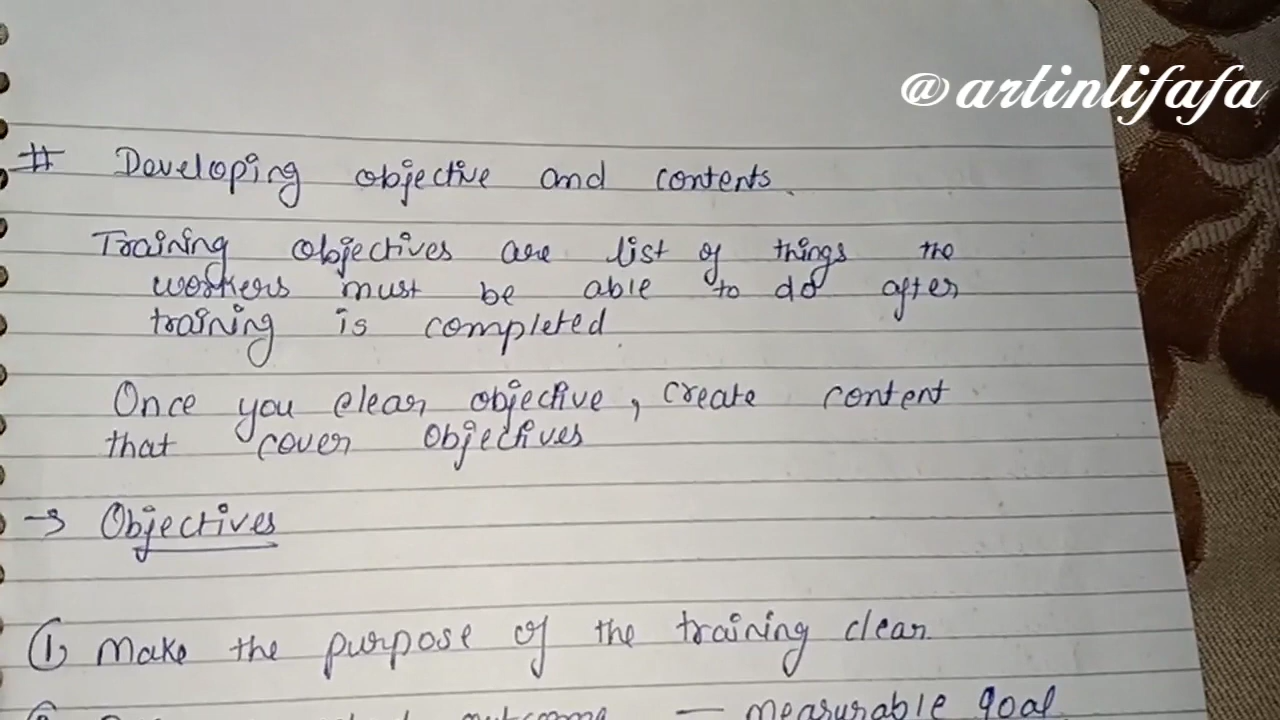 @artinlifafa
# Developing objective and contents.
Training objectives are list of things the
workers must be able to do after
training is completed
Once you clear objective, create content
that cover objectives
→ Objectives
① Make the purpose of the training clear.
② outcome — measurable goal